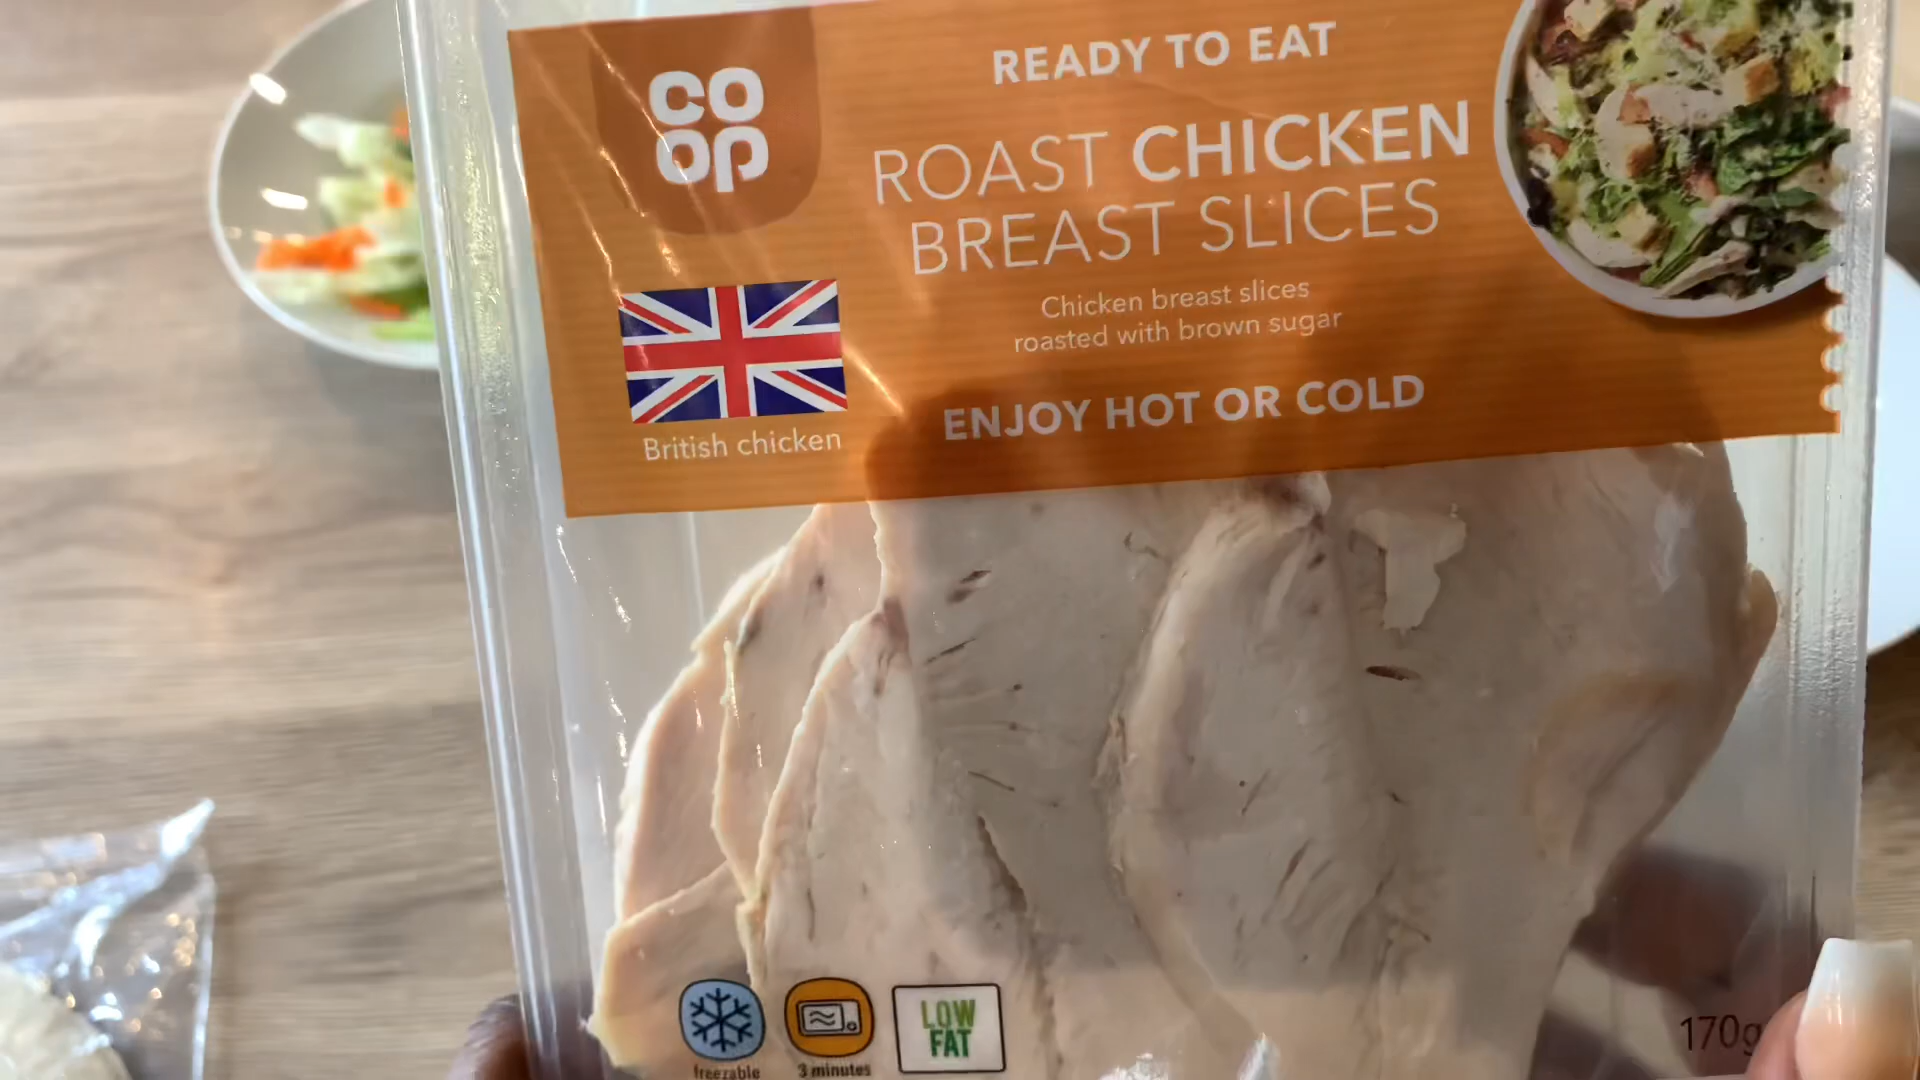 CO
OP
READY TO EAT
ROAST CHICKEN
BREAST SLICES
Chicken breast slices
roasted with brown sugar
ENJOY HOT OR COLD
British chicken
LOW
FAT
freezable
3 minutes
170g